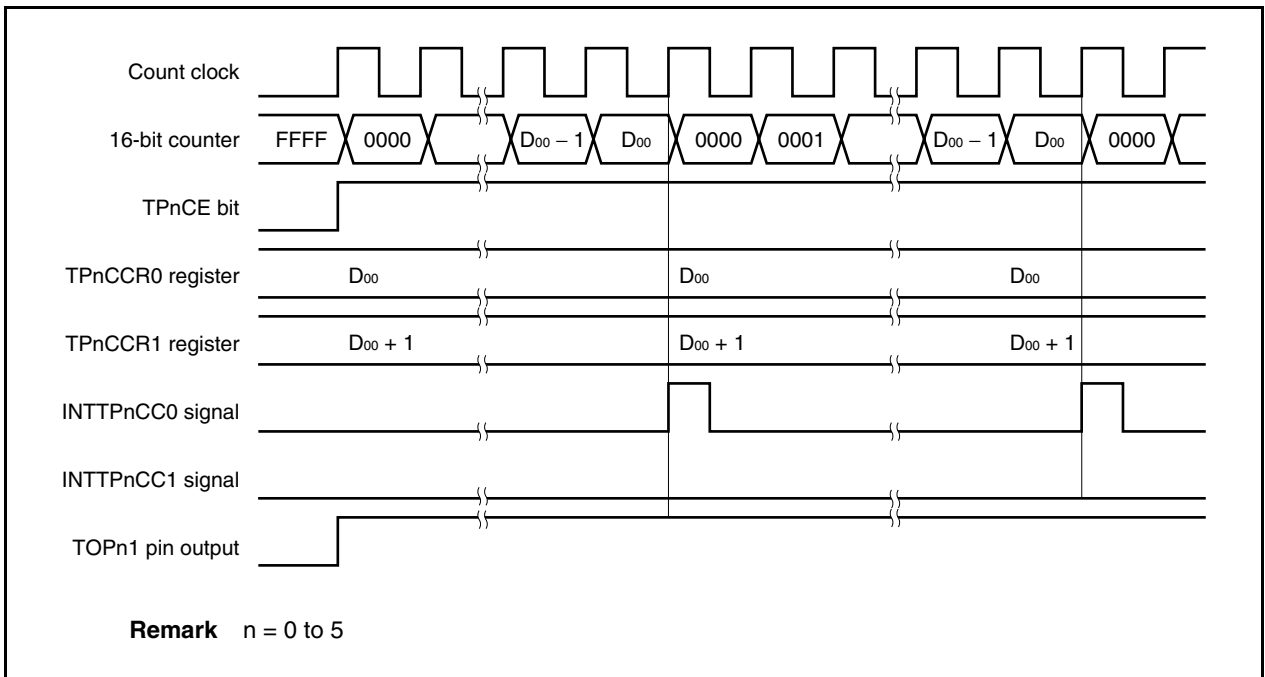 Count clock
16-bit counter FFFF 0000 D00 − 1 D00 0000 0001 D00 − 1 D00 0000
TPnCE bit
TPnCCR0 register D00 D00 D00
TPnCCR1 register D00 + 1 D00 + 1 D00 + 1
INTTPnCC0 signal
INTTPnCC1 signal
TOPn1 pin output
Remark n = 0 to 5